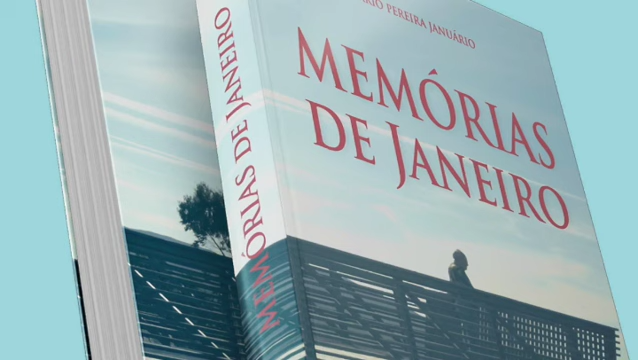 PEREIRA JANUÁRIO
MEMÓRIAS
DE JANEIRO
MEMÓRIAS DE JANEIRO